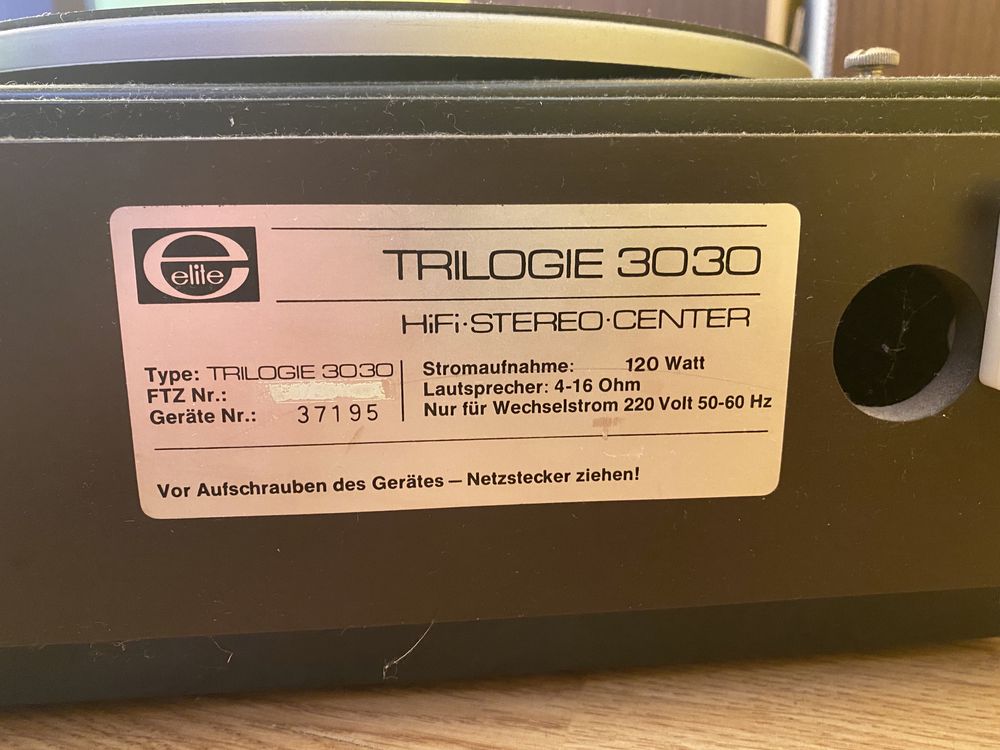 elite
TRILOGIE 3030
HiFi·STEREO·CENTER
Type: TRILOGIE 3030
FTZ Nr.:
Geräte Nr.: 37195
Stromaufnahme: 120 Watt
Lautsprecher: 4-16 Ohm
Nur für Wechselstrom 220 Volt 50-60 Hz
Vor Aufschrauben des Gerätes — Netzstecker ziehen!